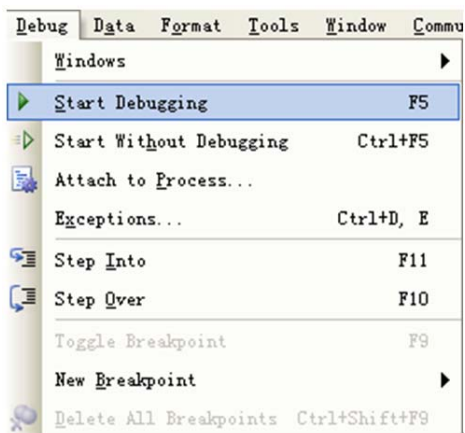 Debug Data Format Tools Window Commu
Windows
Start Debugging F5
Start Without Debugging Ctrl+F5
Attach to Process...
Exceptions... Ctrl+D, E
Step Into F11
Step Over F10
Toggle Breakpoint F9
New Breakpoint
Delete All Breakpoints Ctrl+Shift+F9